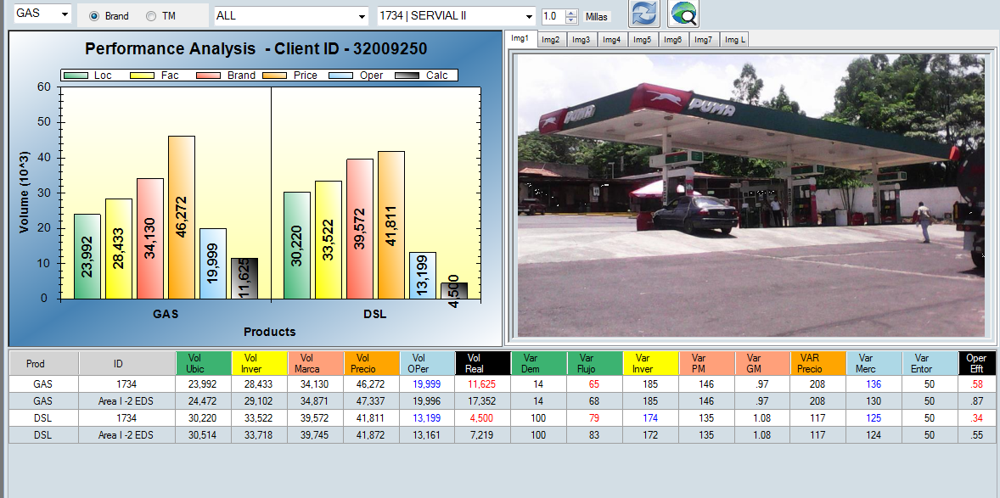 GAS Brand TM ALL 1734 | SERVIAL II 1.0 Millas
Performance Analysis - Client ID - 32009250
Loc Fac Brand Price Oper Calc
Volume (10^3)
60
50
40
30
20
10
0
23,992 28,433 34,130 46,272 19,999 11,625 30,220 33,522 39,572 41,811 13,199 4,500
GAS DSL
Products
Img1 Img2 Img3 Img4 Img5 Img6 Img7 Img L
PUMA PUMA
Prod ID Vol Ubic Vol Inver Vol Marca Vol Precio Vol OPer Vol Real Var Dem Var Flujo Var Inver Var PM Var GM VAR Precio Var Merc Var Entor Oper Efft
GAS 1734 23,992 28,433 34,130 46,272 19,999 11,625 14 65 185 146 .97 208 136 50 .58
GAS Area I -2 EDS 24,472 29,102 34,871 47,337 19,996 17,352 14 68 185 146 .97 208 130 50 .87
DSL 1734 30,220 33,522 39,572 41,811 13,199 4,500 100 79 174 135 1.08 117 125 50 .34
DSL Area I -2 EDS 30,514 33,718 39,745 41,872 13,161 7,219 100 83 172 135 1.08 117 124 50 .55